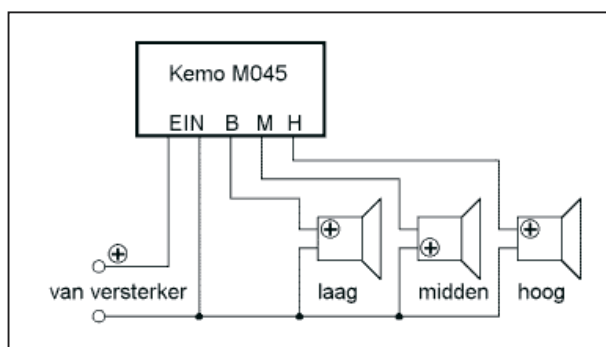 Kemo M045
EIN B M H
van versterker
laag
midden
hoog